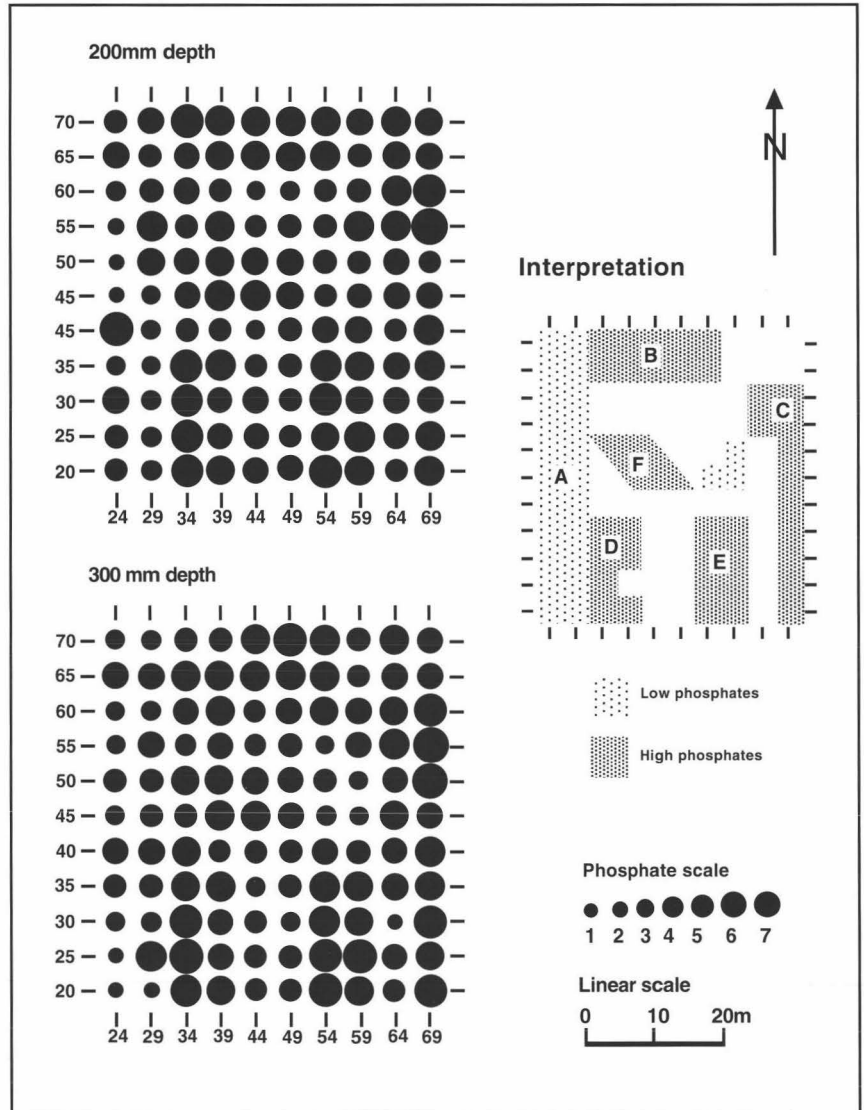 200mm depth
70
65
60
55
50
45
45
35
30
25
20
24 29 34 39 44 49 54 59 64 69
300 mm depth
70
65
60
55
50
45
40
35
30
25
20
24 29 34 39 44 49 54 59 64 69
N
Interpretation
B
C
A
F
D
E
Low phosphates
High phosphates
Phosphate scale
1 2 3 4 5 6 7
Linear scale
0 10 20m